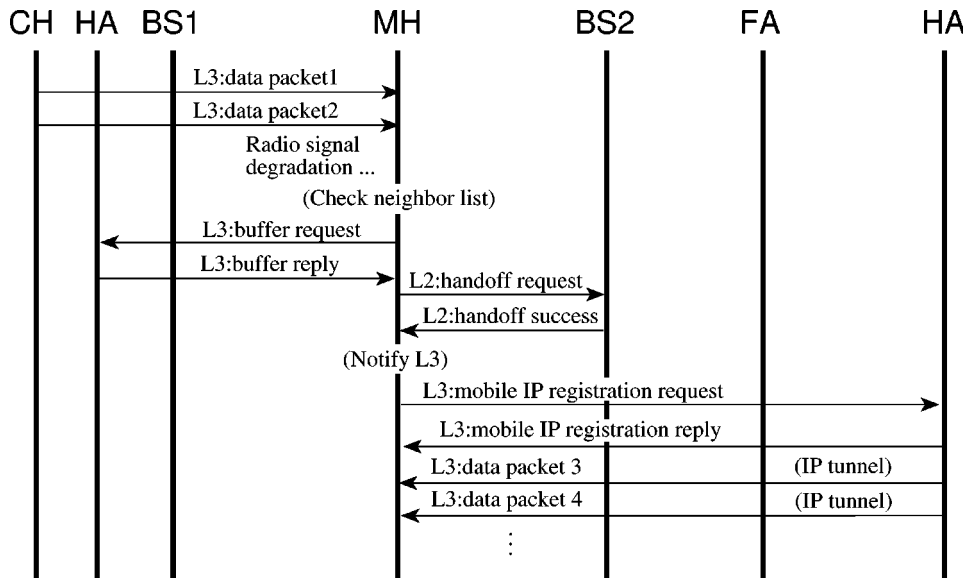 CH HA BS1 MH BS2 FA HA
L3:data packet1
L3:data packet2
Radio signal
degradation ...
(Check neighbor list)
L3:buffer request
L3:buffer reply
L2:handoff request
L2:handoff success
(Notify L3)
L3:mobile IP registration request
L3:mobile IP registration reply
L3:data packet 3 (IP tunnel)
L3:data packet 4 (IP tunnel)